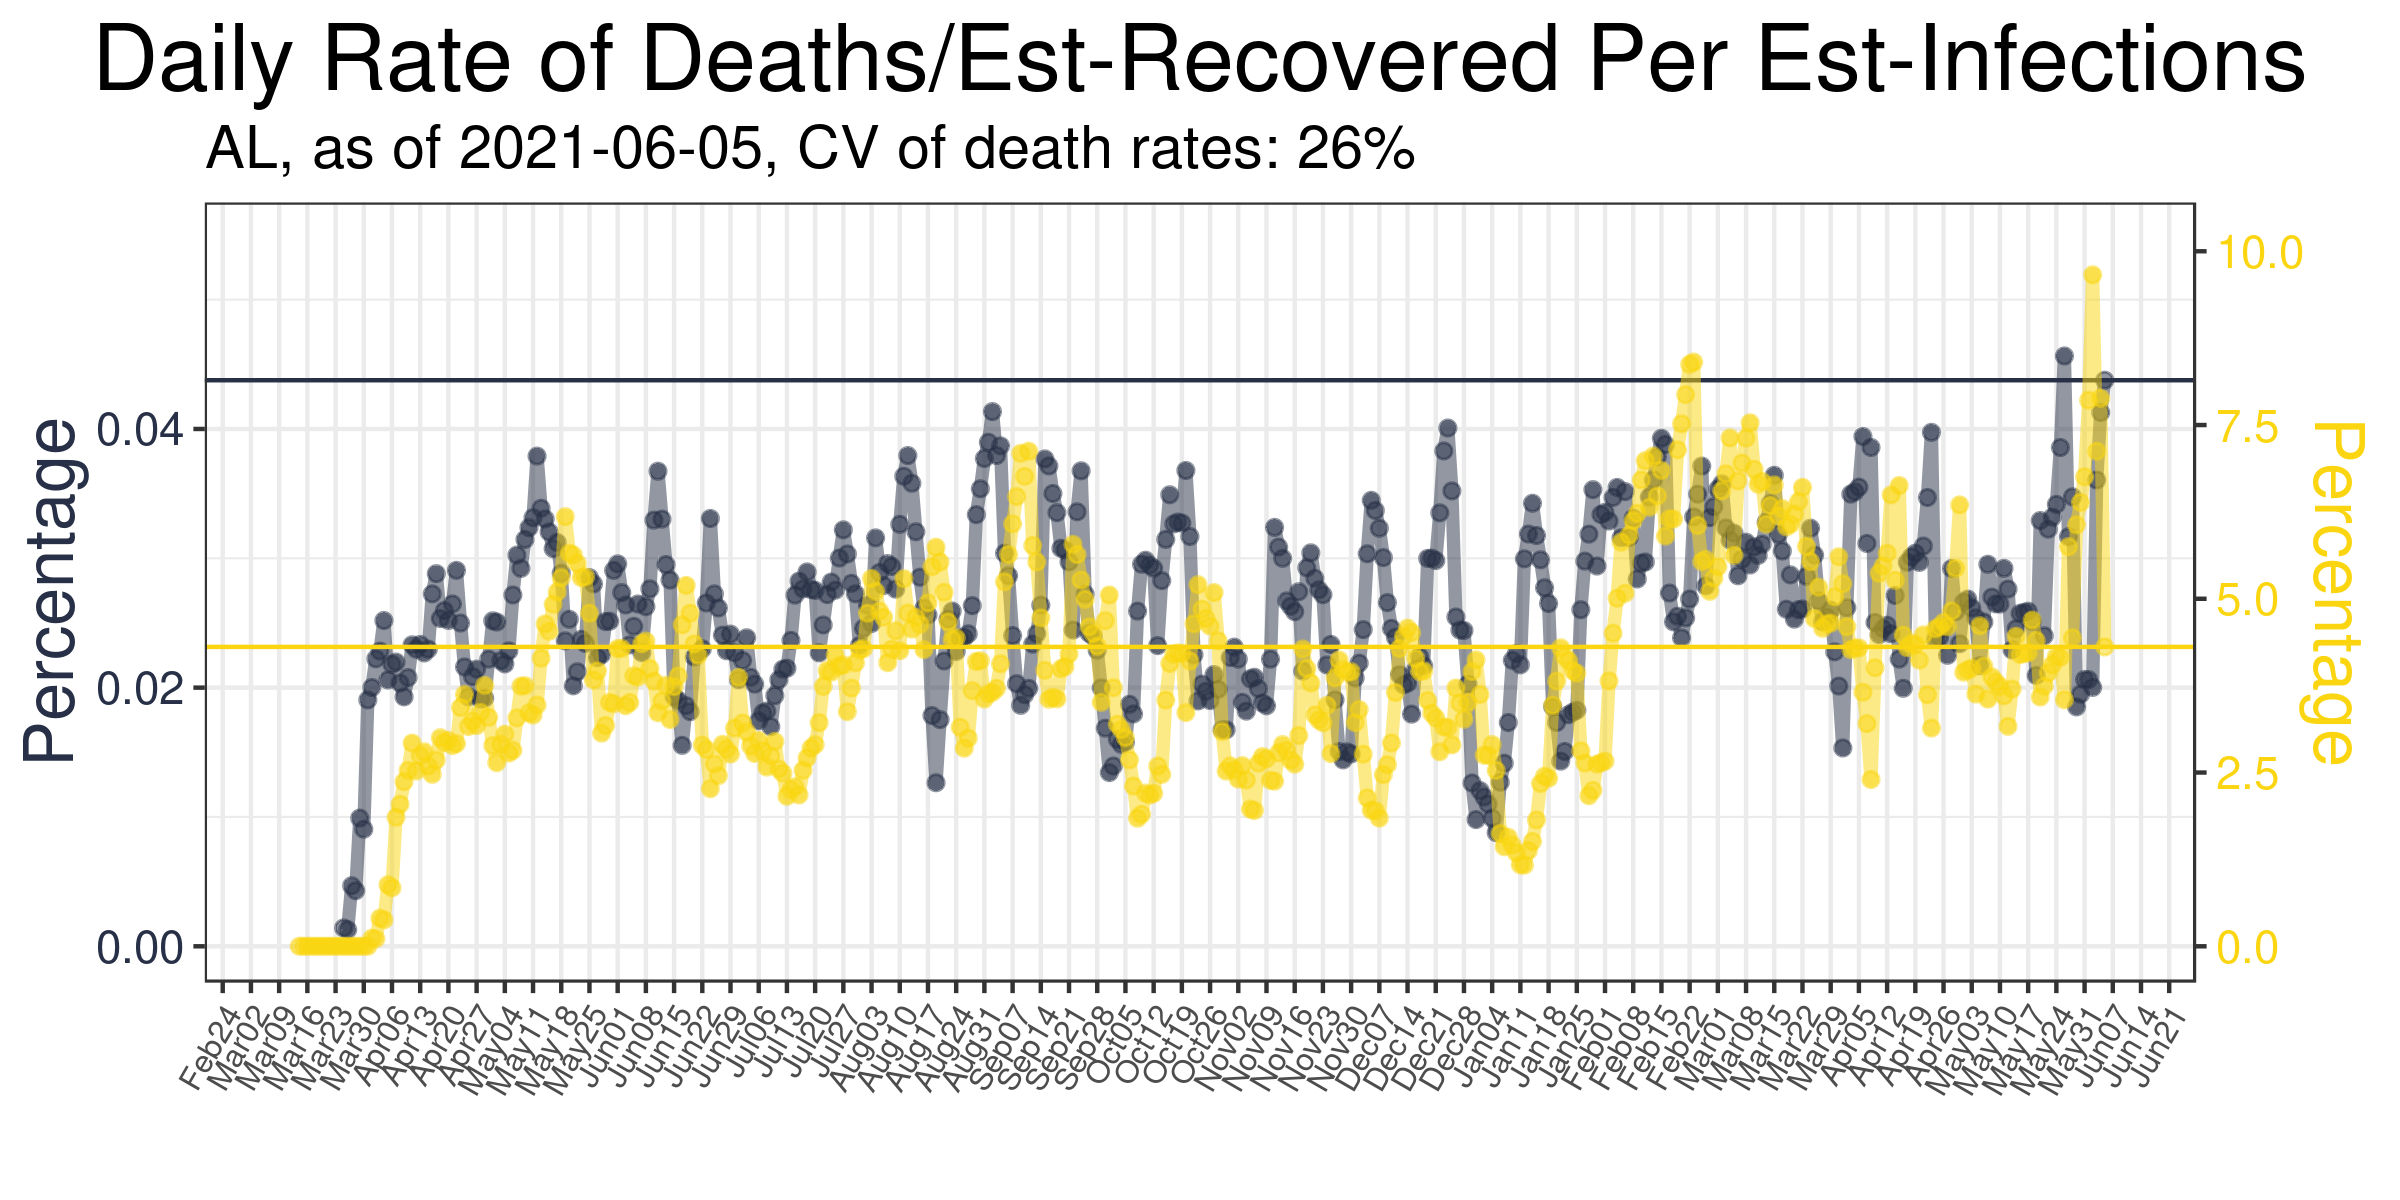 Daily Rate of Deaths/Est-Recovered Per Est-Infections
AL, as of 2021-06-05, CV of death rates: 26%
Percentage
0.04
0.02
0.00
10.0
7.5
5.0
2.5
0.0
Percentage
Feb24
Mar02
Mar09
Mar16
Mar23
Mar30
Apr06
Apr13
Apr20
Apr27
May04
May11
May18
May25
Jun01
Jun08
Jun15
Jun22
Jun29
Jul06
Jul13
Jul20
Jul27
Aug03
Aug10
Aug17
Aug24
Aug31
Sep07
Sep14
Sep21
Sep28
Oct05
Oct12
Oct19
Oct26
Nov02
Nov09
Nov16
Nov23
Nov30
Dec07
Dec14
Dec21
Dec28
Jan04
Jan11
Jan18
Jan25
Feb01
Feb08
Feb15
Feb22
Mar01
Mar08
Mar15
Mar22
Mar29
Apr05
Apr12
Apr19
Apr26
May03
May10
May17
May24
May31
Jun07
Jun14
Jun21